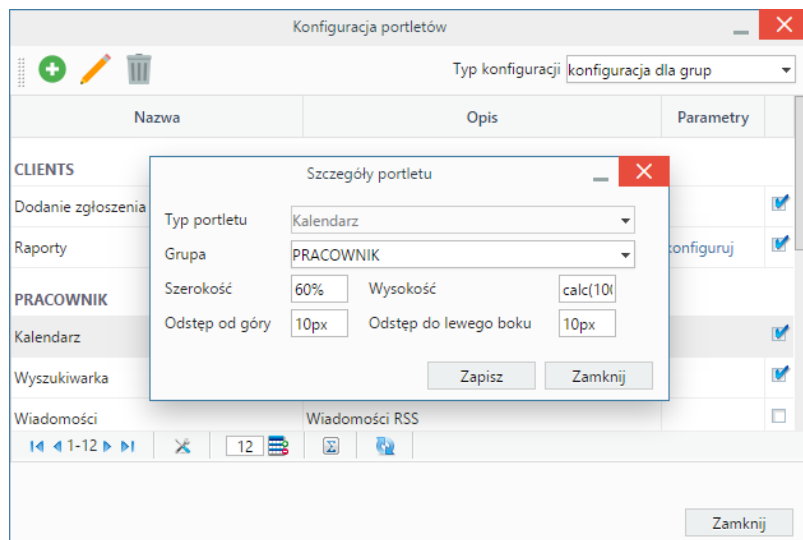 Konfiguracja portletów
Typ konfiguracji konfiguracja dla grup
Nazwa Opis Parametry
CLIENTS
Szczegóły portletu
Dodanie zgłoszenia
Typ portletu Kalendarz
Raporty
Grupa PRACOWNIK
konfiguruj
Szerokość 60% Wysokość calc(10
PRACOWNIK
Odstęp od góry 10px Odstęp do lewego boku 10px
Kalendarz
Wyszukiwarka
Zapisz Zamknij
Wiadomości Wiadomości RSS
1-12 12
Zamknij